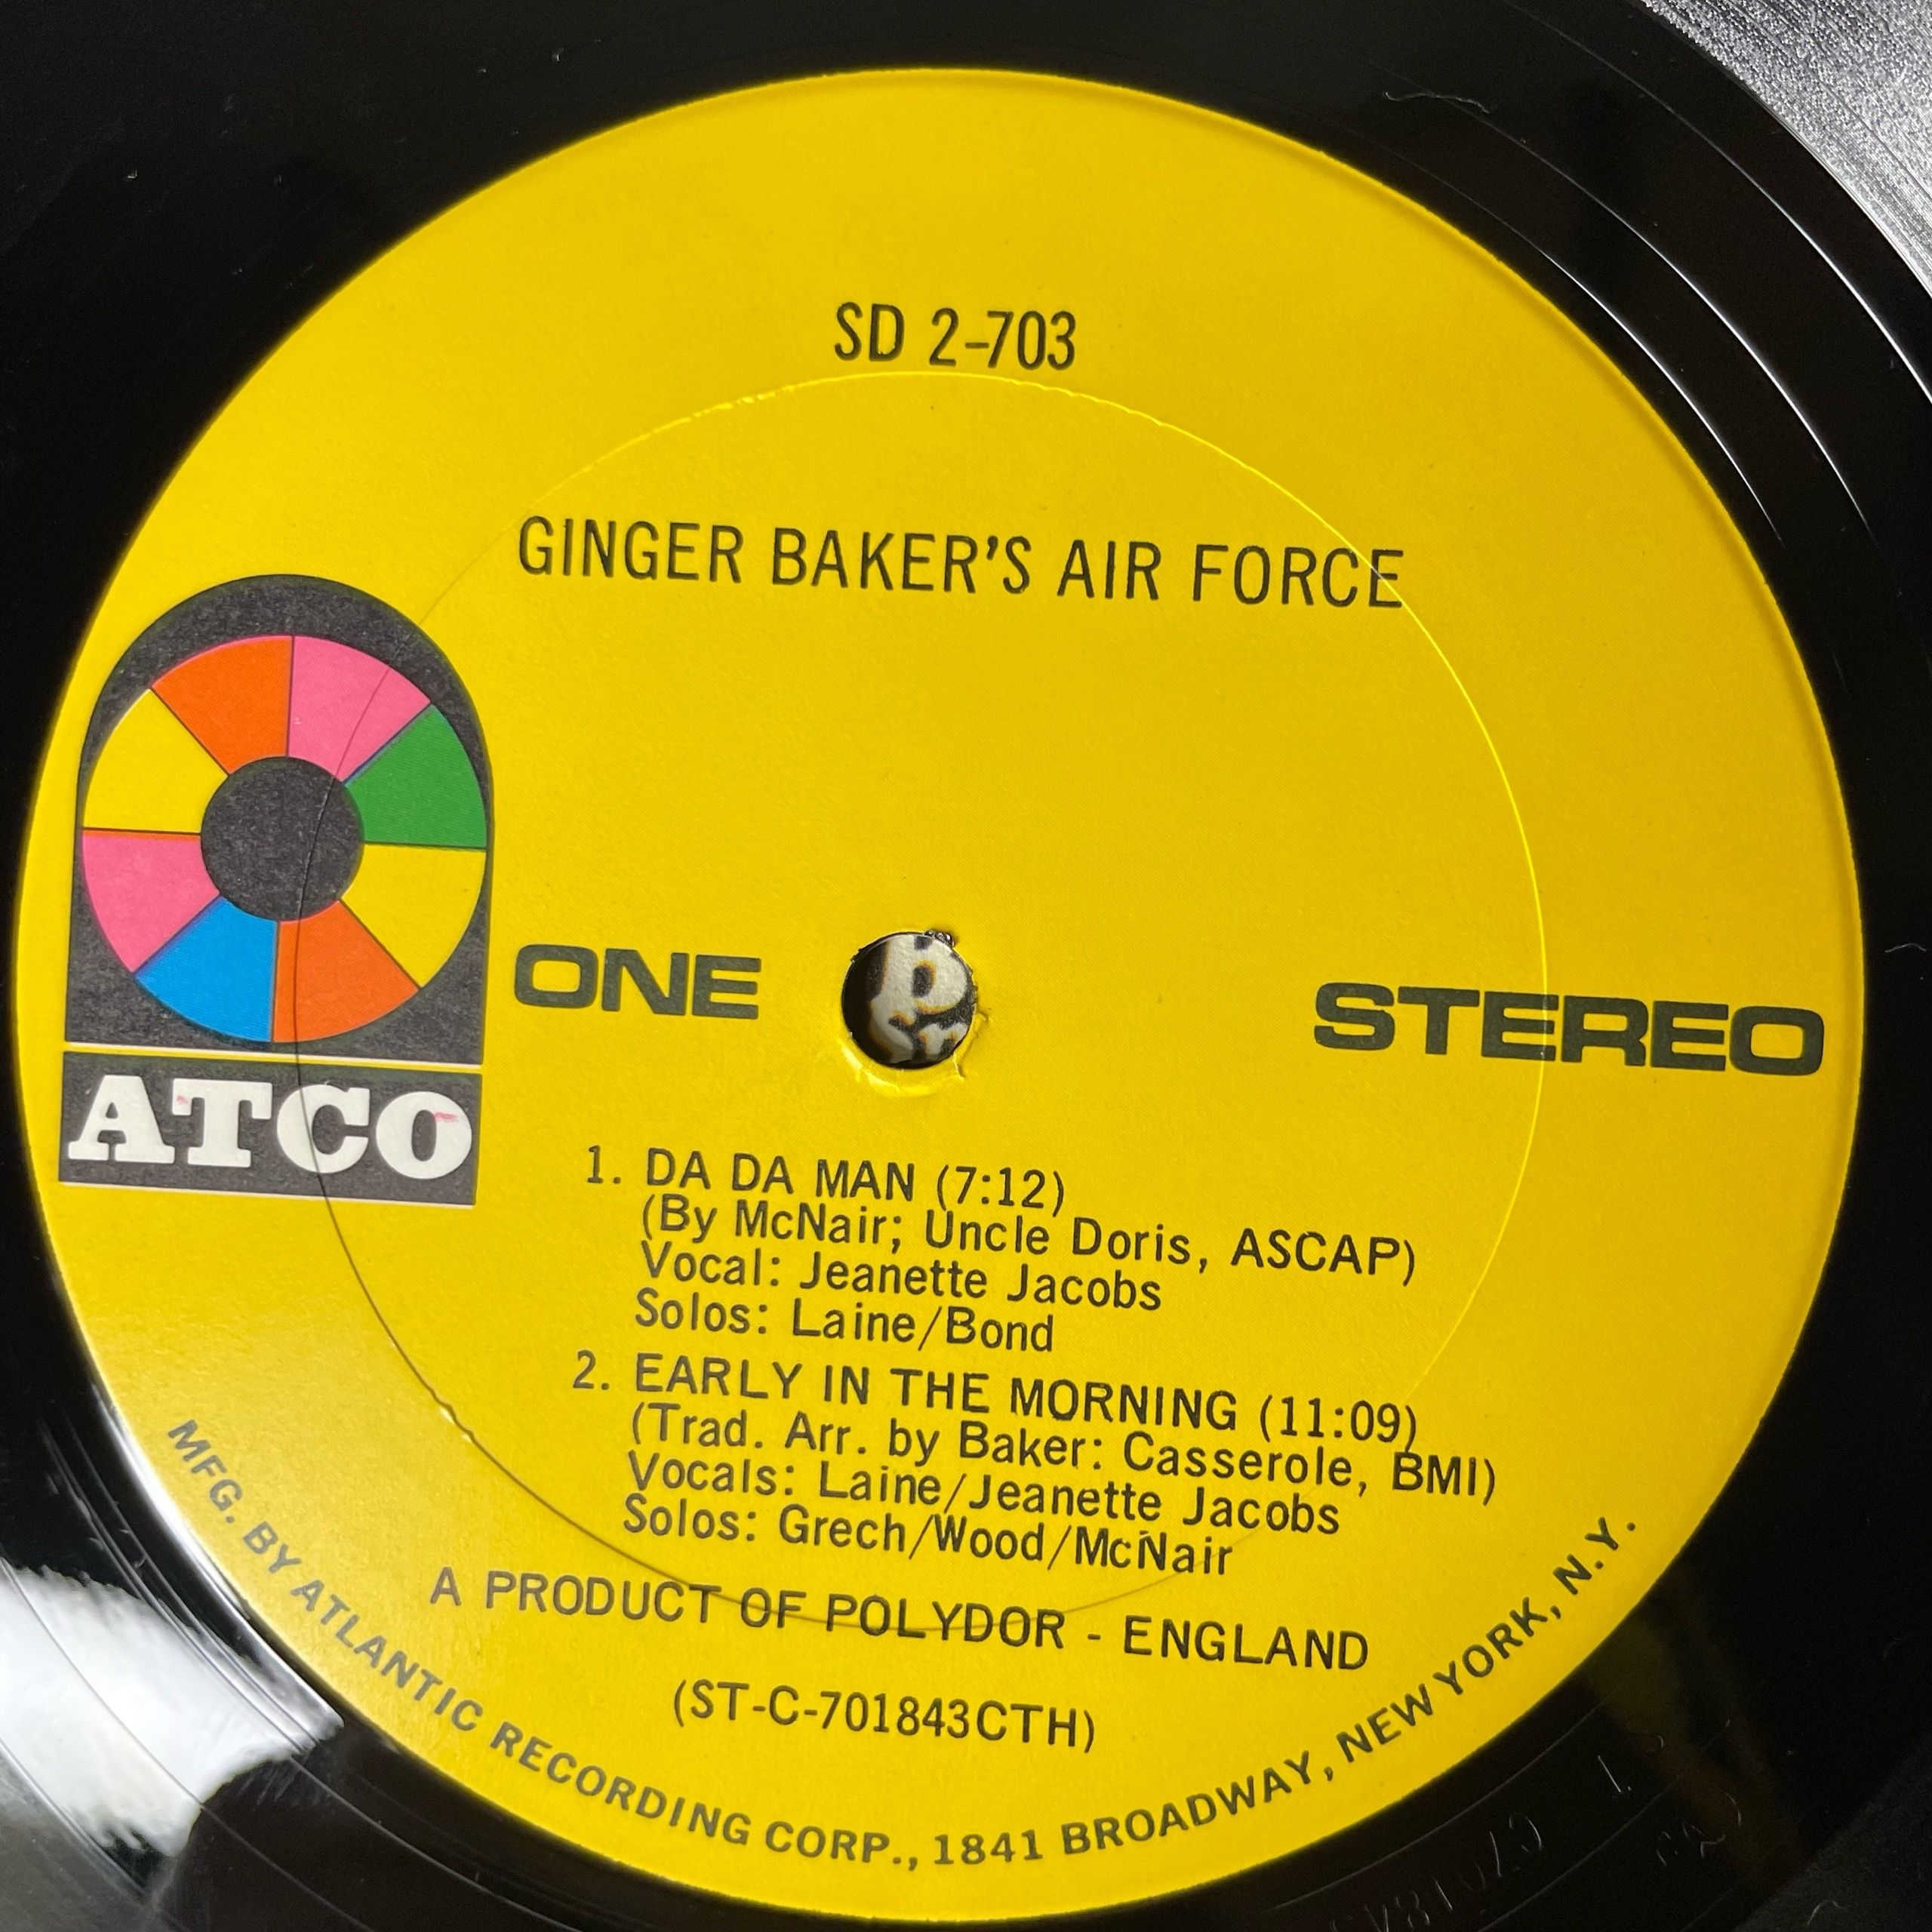 SD 2-703
GINGER BAKER'S AIR FORCE
ATCO
ONE
STEREO
1. DA DA MAN (7:12)
(By McNair; Uncle Doris, ASCAP)
Vocal: Jeanette Jacobs
Solos: Laine/Bond
2. EARLY IN THE MORNING (11:09)
(Trad. Arr. by Baker: Casserole, BMI)
Vocals: Laine/Jeanette Jacobs
Solos: Grech/Wood/McNair
A PRODUCT OF POLYDOR - ENGLAND
(ST-C-701843CTH)
MFG. BY ATLANTIC RECORDING CORP., 1841 BROADWAY, NEW YORK, N.Y.